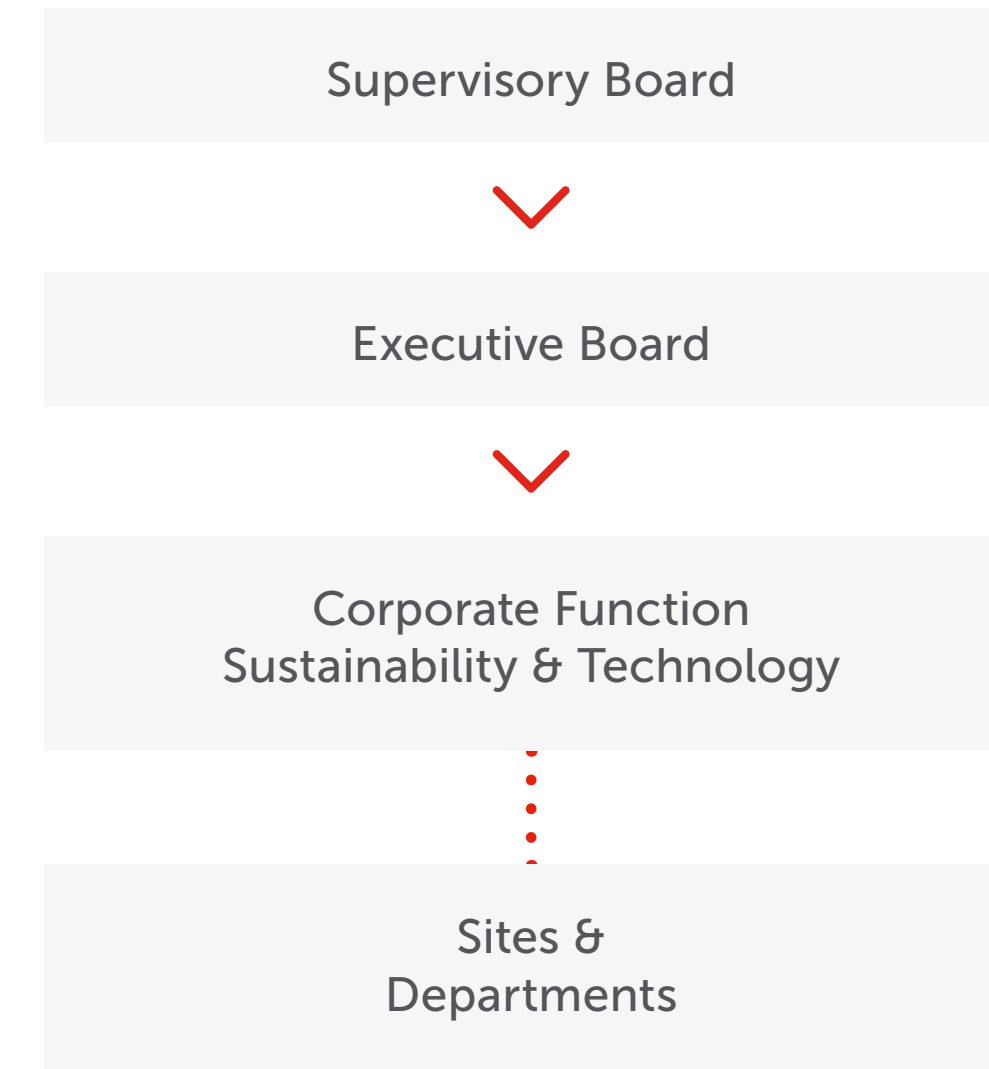 Supervisory Board
Executive Board
Corporate Function
Sustainability & Technology
Sites &
Departments